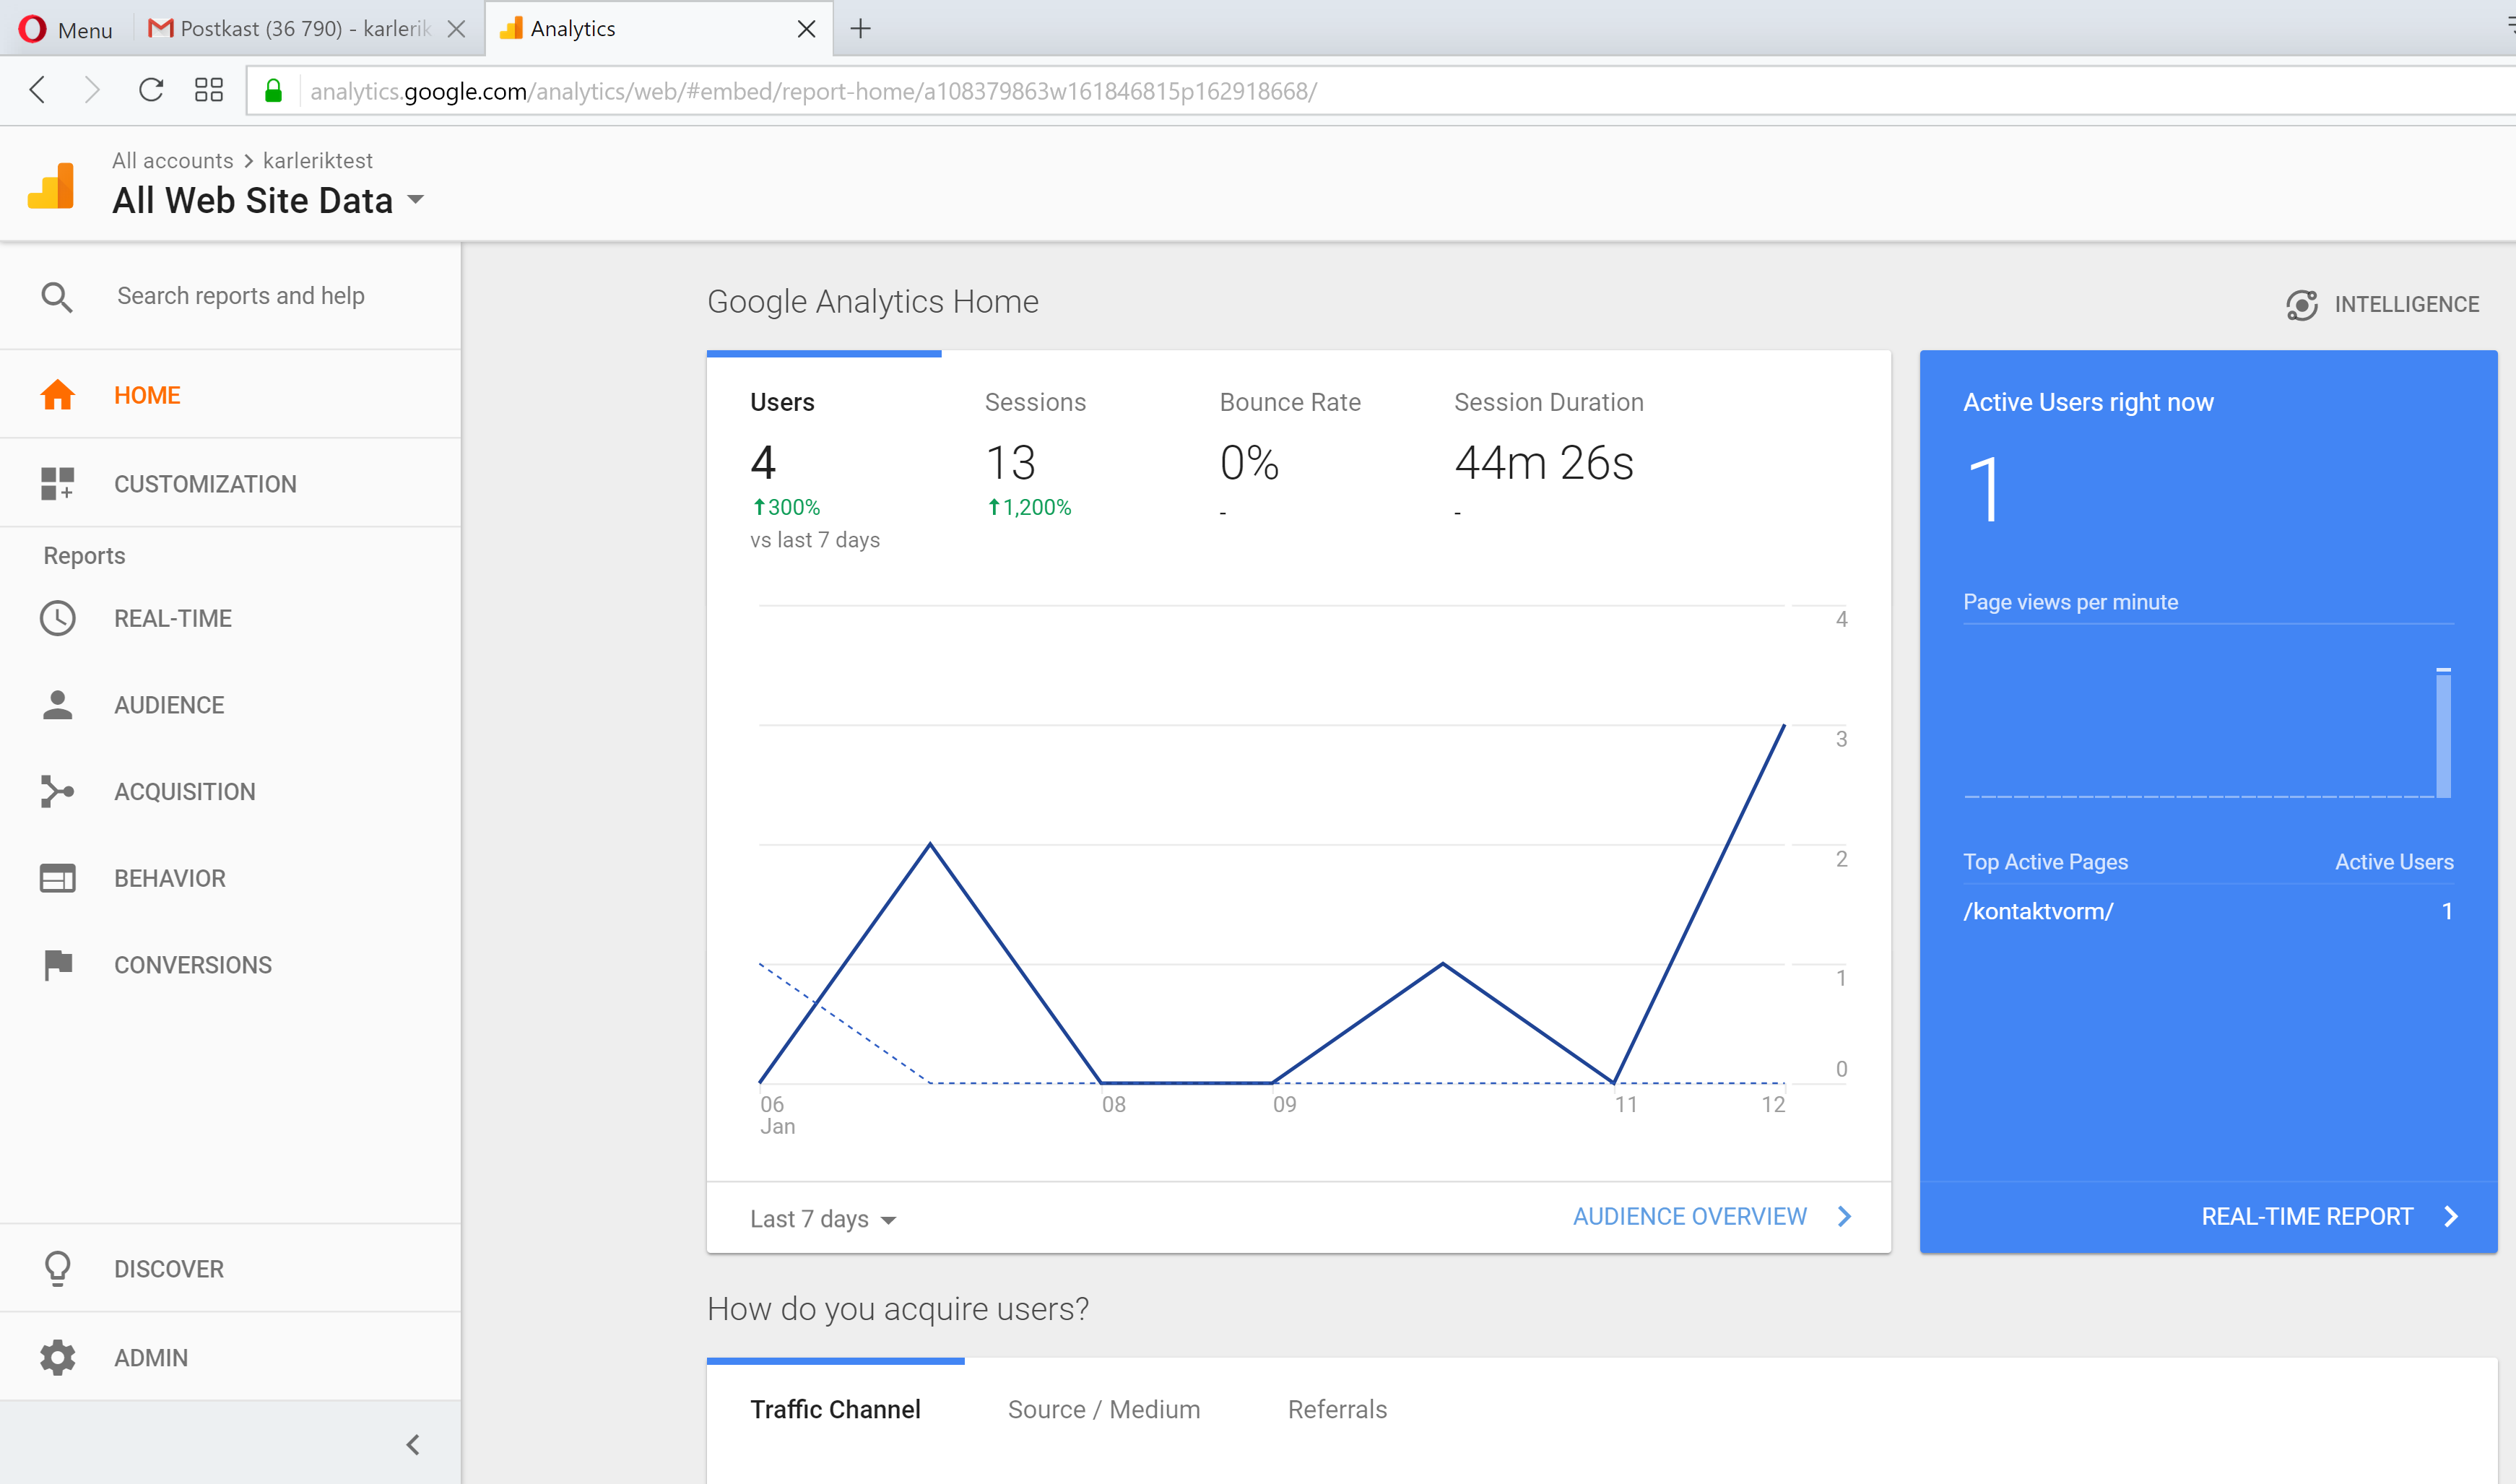 Menu
Postkast (36 790) - karlerik
Analytics
analytics.google.com/analytics/web/#embed/report-home/a108379863w161846815p162918668/
All accounts > karleriktest
All Web Site Data
Search reports and help
HOME
CUSTOMIZATION
Reports
REAL-TIME
AUDIENCE
ACQUISITION
BEHAVIOR
CONVERSIONS
DISCOVER
ADMIN
Google Analytics Home
INTELLIGENCE
Users
4
300%
vs last 7 days
Sessions
13
1,200%
Bounce Rate
0%
-
Session Duration
44m 26s
-
4
3
2
1
0
06
Jan
08
09
11
12
Last 7 days
AUDIENCE OVERVIEW
Active Users right now
1
Page views per minute
Top Active Pages Active Users
/kontaktvorm/ 1
REAL-TIME REPORT
How do you acquire users?
Traffic Channel
Source / Medium
Referrals